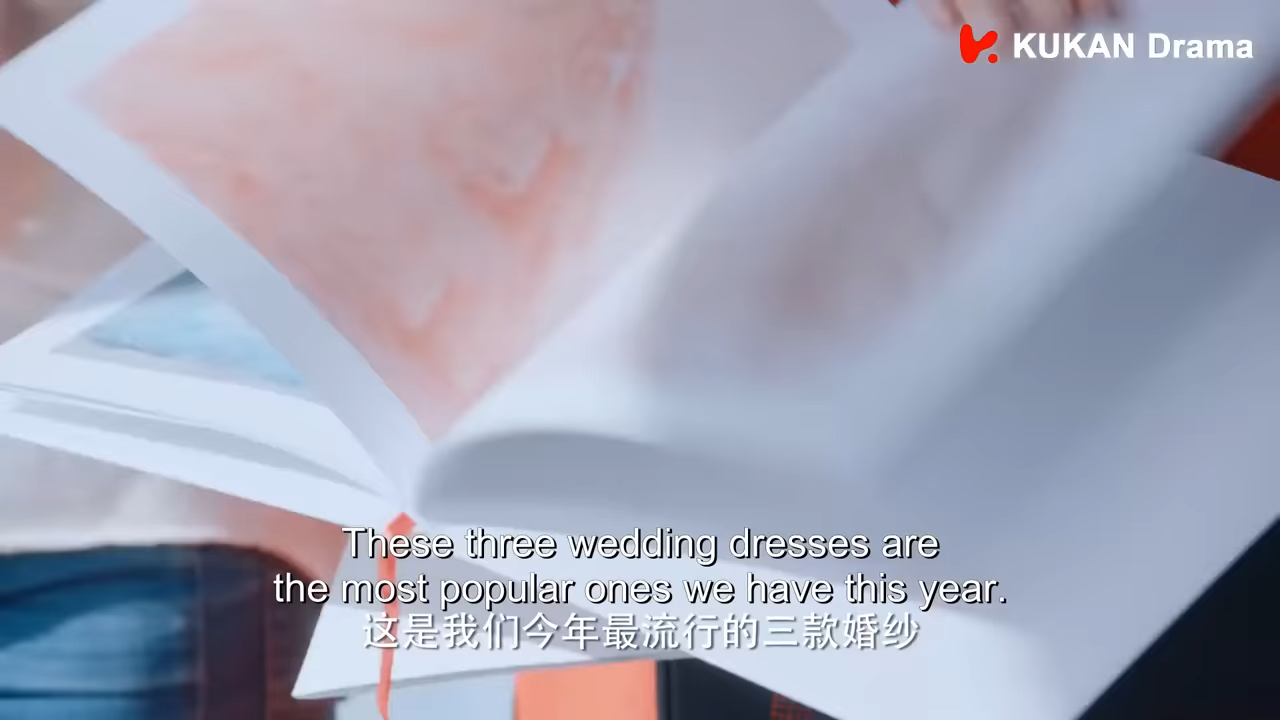 KUKAN Drama
These three wedding dresses are
the most popular ones we have this year.
这是我们今年最流行的三款婚纱